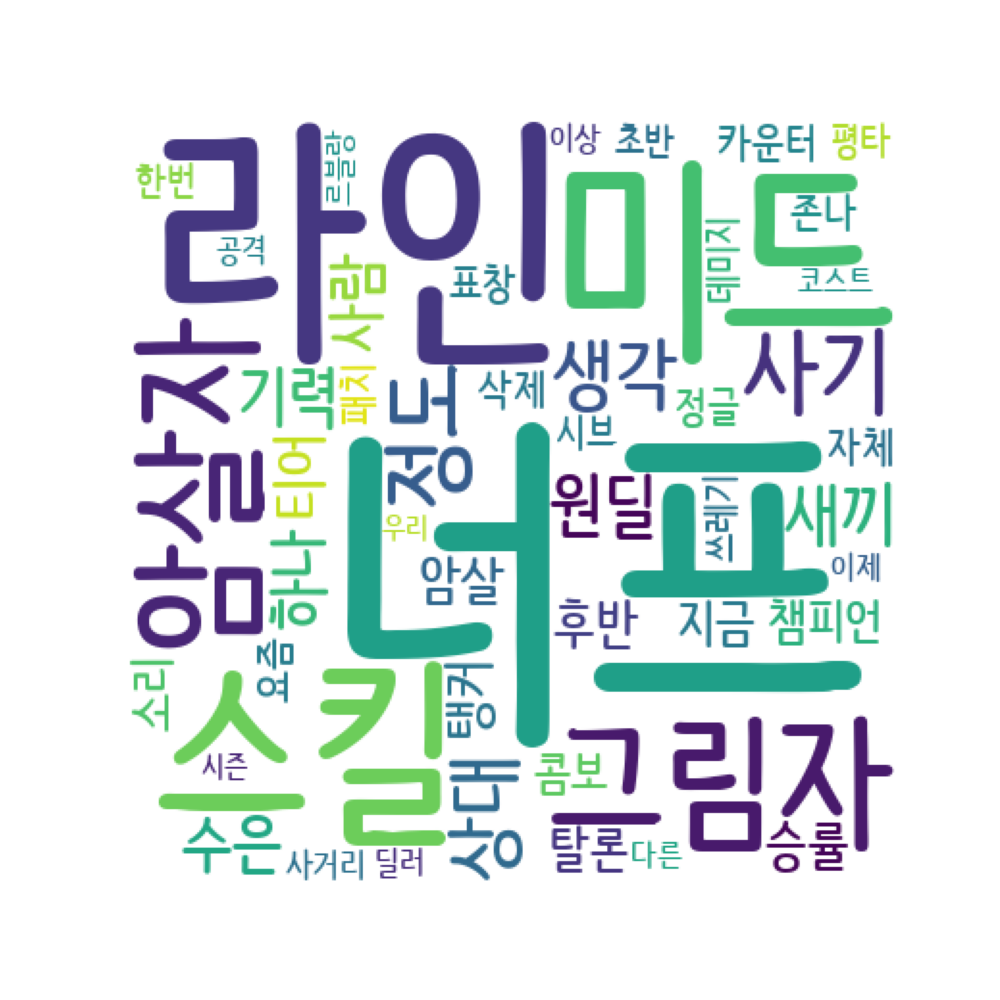 라인
미드
한번
르블랑
이상
초반
카운터
평타
공격
사람
표창
데미지
존나
코스트
암살자
기력
패치
정도
삭제
생각
정글
사기
티어
시브
자체
너프
원딜
쓰레기
새끼
하나
우리
암살
이제
후반
지금
챔피언
소리
요즘
스킬
탱커
그림자
시즌
상대
콤보
수은
사거리
딜러
탈론
다른
승률